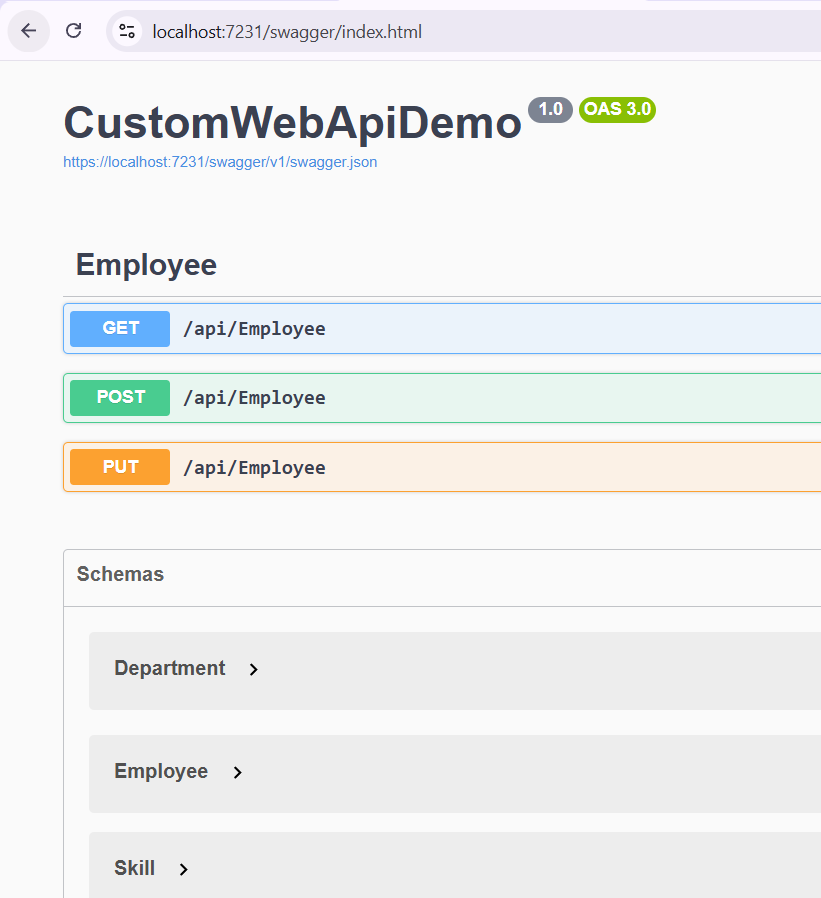 localhost:7231/swagger/index.html
CustomWebApiDemo 1.0 OAS 3.0
https://localhost:7231/swagger/v1/swagger.json
Employee
GET /api/Employee
POST /api/Employee
PUT /api/Employee
Schemas
Department
Employee
Skill